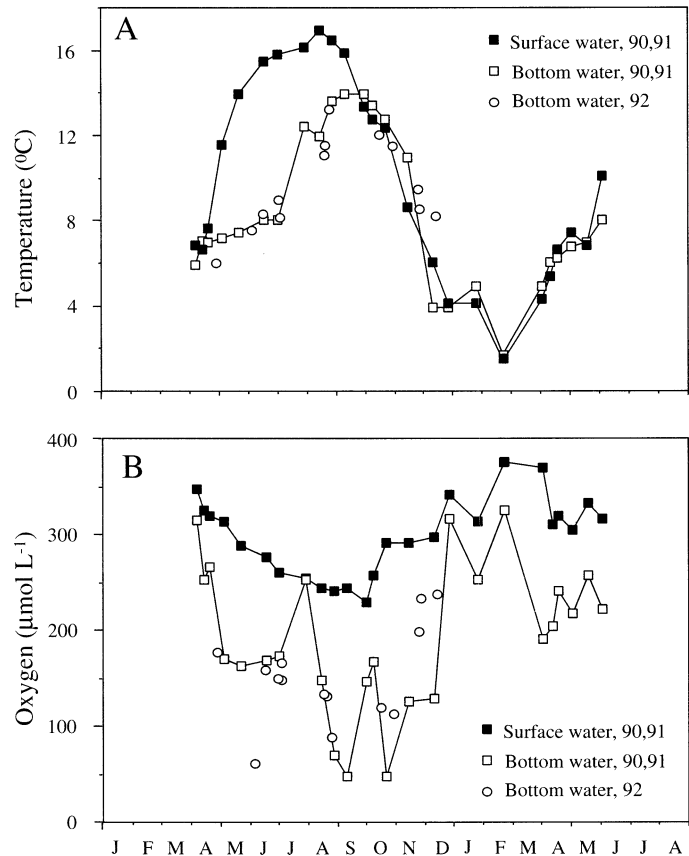 A
16
12
8
4
0
Temperature (⁰C)
Surface water, 90,91
Bottom water, 90,91
Bottom water, 92
B
400
300
200
100
0
Oxygen (µmol L⁻¹)
Surface water, 90,91
Bottom water, 90,91
Bottom water, 92
J F M A M J J A S O N D J F M A M J J A